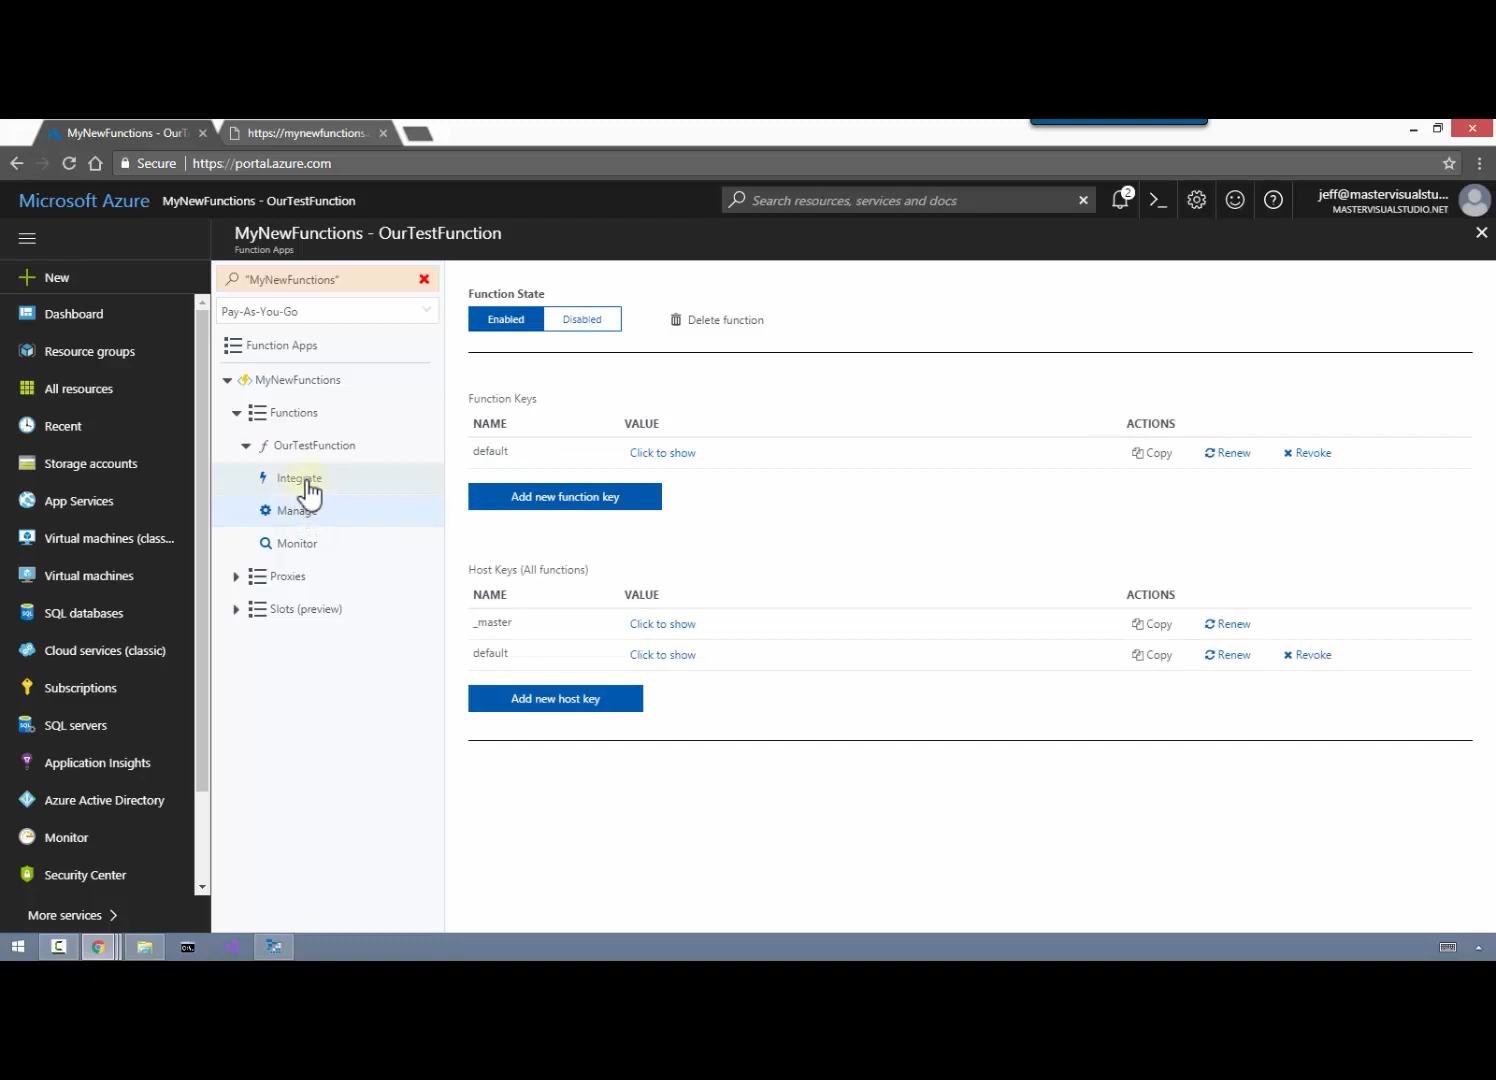 MyNewFunctions - OurT
https://mynewfunctions
Secure | https://portal.azure.com
Microsoft Azure MyNewFunctions - OurTestFunction
Search resources, services and docs
2
jeff@mastervisualstu...
MASTERVISUALSTUDIO.NET
MyNewFunctions - OurTestFunction
Function Apps
New
Dashboard
Resource groups
All resources
Recent
Storage accounts
App Services
Virtual machines (class...
Virtual machines
SQL databases
Cloud services (classic)
Subscriptions
SQL servers
Application Insights
Azure Active Directory
Monitor
Security Center
More services
"MyNewFunctions"
Pay-As-You-Go
Function Apps
MyNewFunctions
Functions
OurTestFunction
Integrate
Manage
Monitor
Proxies
Slots (preview)
Function State
Enabled Disabled Delete function
Function Keys
NAME VALUE ACTIONS
default Click to show Copy Renew Revoke
Add new function key
Host Keys (All functions)
NAME VALUE ACTIONS
_master Click to show Copy Renew
default Click to show Copy Renew Revoke
Add new host key